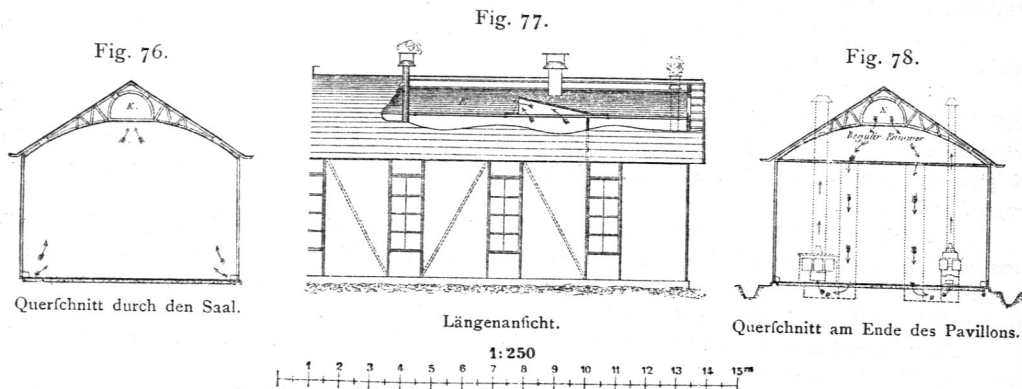 Fig. 77.
Fig. 76.
Fig. 78.
K.
K
Regulir Kammer
Querſchnitt durch den Saal.
Längenanſicht.
Querſchnitt am Ende des Pavillons.
1:250
1 2 3 4 5 6 7 8 9 10 11 12 13 14 15m